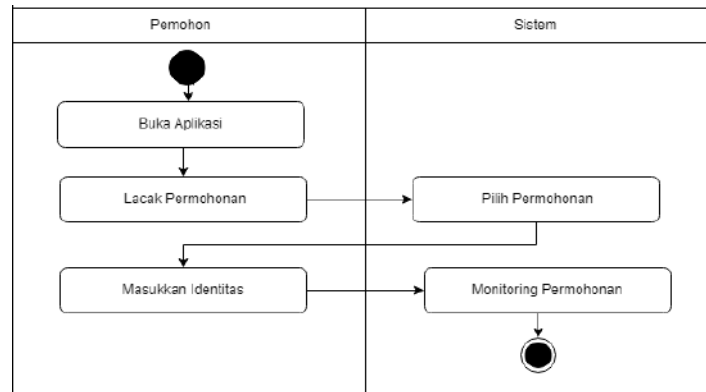 Pemohon
Sistem
Buka Aplikasi
Lacak Permohonan
Pilih Permohonan
Masukkan Identitas
Monitoring Permohonan